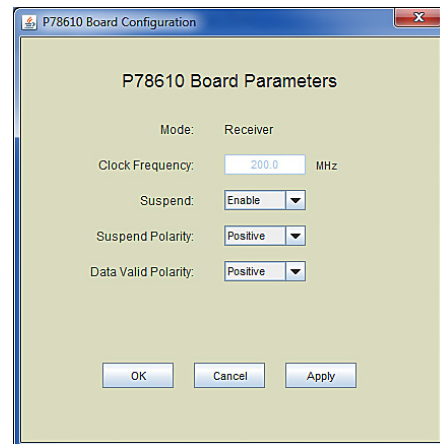 P78610 Board Configuration
P78610 Board Parameters
Mode: Receiver
Clock Frequency: 200.0 MHz
Suspend: Enable
Suspend Polarity: Positive
Data Valid Polarity: Positive
OK Cancel Apply